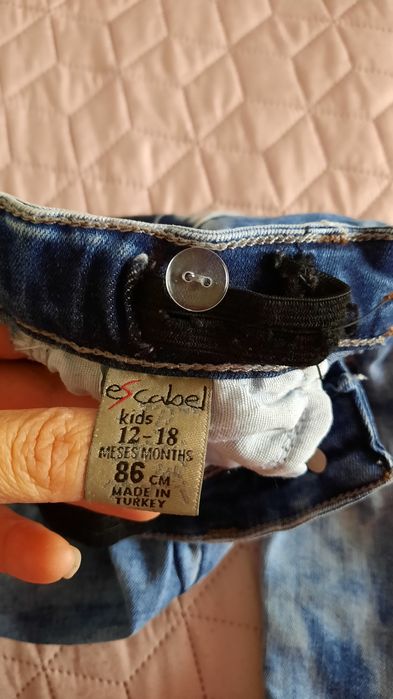 escabel
kids
12-18
MESES MONTHS
86 CM
MADE IN
TURKEY